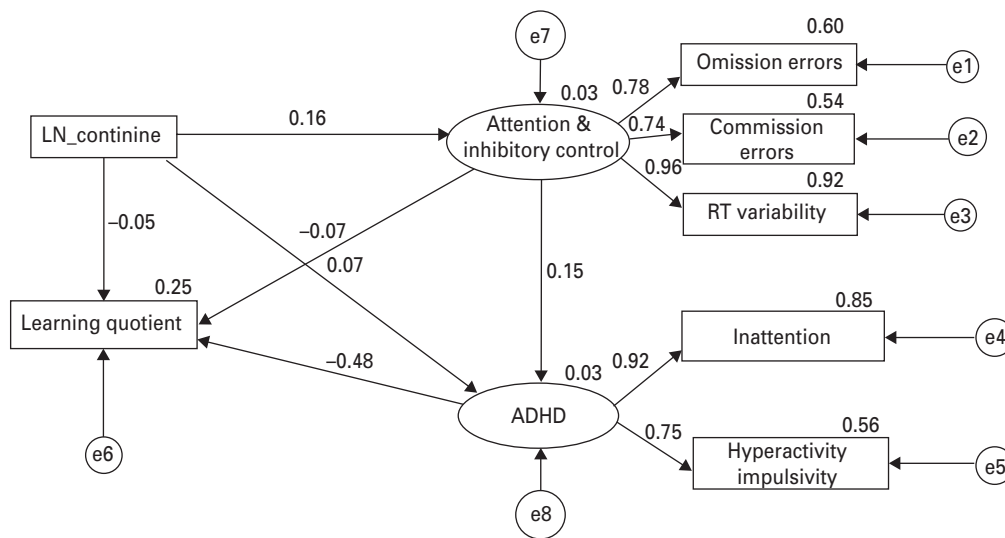 e7
0.60
Omission errors
e1
0.03
0.78
0.16
LN_continine
Attention &
inhibitory control
0.74
0.54
Commission
errors
e2
0.96
0.92
RT variability
e3
–0.05
–0.07
0.07
0.15
0.25
Learning quotient
0.85
Inattention
e4
–0.48
0.03
0.92
ADHD
0.75
0.56
Hyperactivity
impulsivity
e5
e6
e8